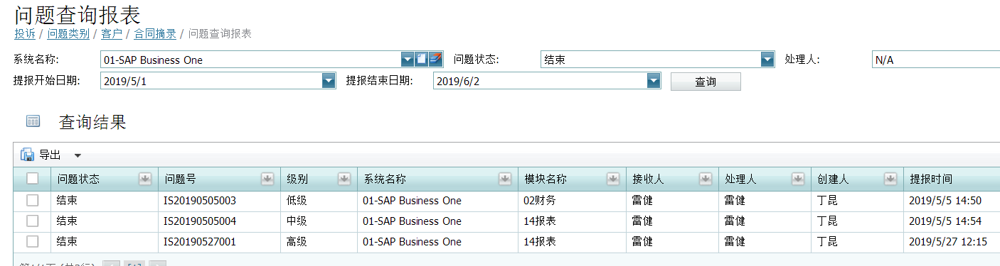 问题查询报表
投诉 / 问题类别 / 客户 / 合同摘录 / 问题查询报表
系统名称: 01-SAP Business One 问题状态: 结束 处理人: N/A
提报开始日期: 2019/5/1 提报结束日期: 2019/6/2 查询
查询结果
导出
问题状态 问题号 级别 系统名称 模块名称 接收人 处理人 创建人 提报时间
结束 IS20190505003 低级 01-SAP Business One 02财务 雷健 雷健 丁昆 2019/5/5 14:50
结束 IS20190505004 中级 01-SAP Business One 14报表 雷健 雷健 丁昆 2019/5/5 14:54
结束 IS20190527001 高级 01-SAP Business One 14报表 雷健 雷健 丁昆 2019/5/27 12:15